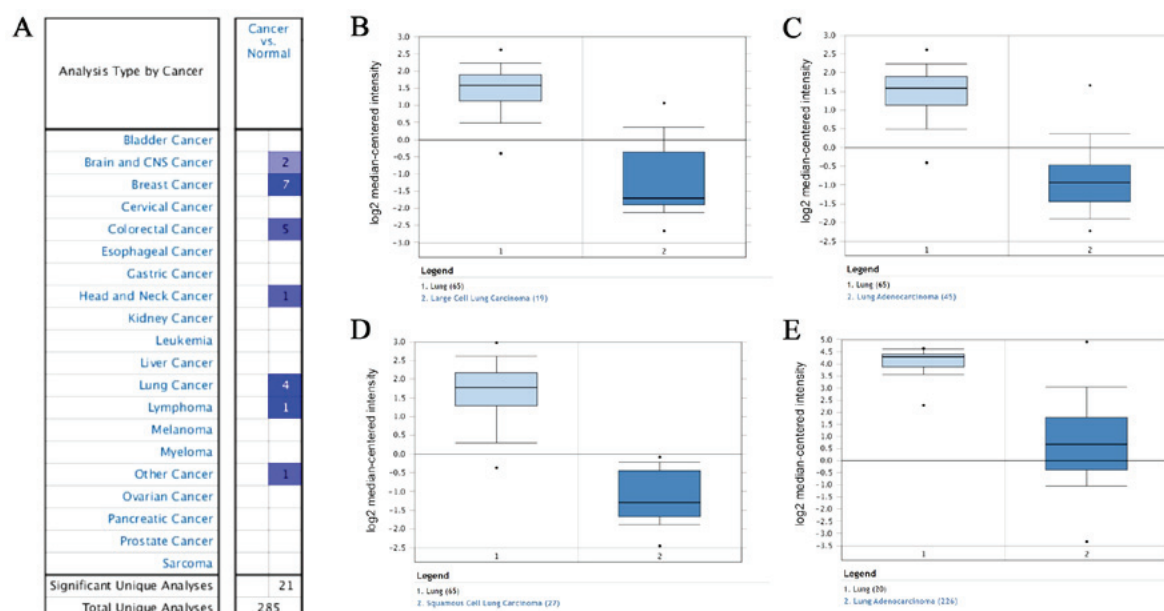 A
Analysis Type by Cancer
Cancer
vs.
Normal
Bladder Cancer
Brain and CNS Cancer 2
Breast Cancer 7
Cervical Cancer
Colorectal Cancer 5
Esophageal Cancer
Gastric Cancer
Head and Neck Cancer 1
Kidney Cancer
Leukemia
Liver Cancer
Lung Cancer 4
Lymphoma 1
Melanoma
Myeloma
Other Cancer 1
Ovarian Cancer
Pancreatic Cancer
Prostate Cancer
Sarcoma
Significant Unique Analyses 21
Total Unique Analyses 285
B
log2 median-centered intensity
3.0
2.5
2.0
1.5
1.0
0.5
0.0
-0.5
-1.0
-1.5
-2.0
-2.5
-3.0
1 2
Legend
1. Lung (65)
2. Large Cell Lung Carcinoma (19)
C
log2 median-centered intensity
3.0
2.5
2.0
1.5
1.0
0.5
0.0
-0.5
-1.0
-1.5
-2.0
-2.5
1 2
Legend
1. Lung (65)
2. Lung Adenocarcinoma (45)
D
log2 median-centered intensity
3.0
2.5
2.0
1.5
1.0
0.5
0.0
-0.5
-1.0
-1.5
-2.0
-2.5
1 2
Legend
1. Lung (65)
2. Squamous Cell Lung Carcinoma (27)
E
log2 median-centered intensity
5.0
4.5
4.0
3.5
3.0
2.5
2.0
1.5
1.0
0.5
0.0
-0.5
-1.0
-1.5
-2.0
-2.5
-3.0
-3.5
1 2
Legend
1. Lung (20)
2. Lung Adenocarcinoma (226)